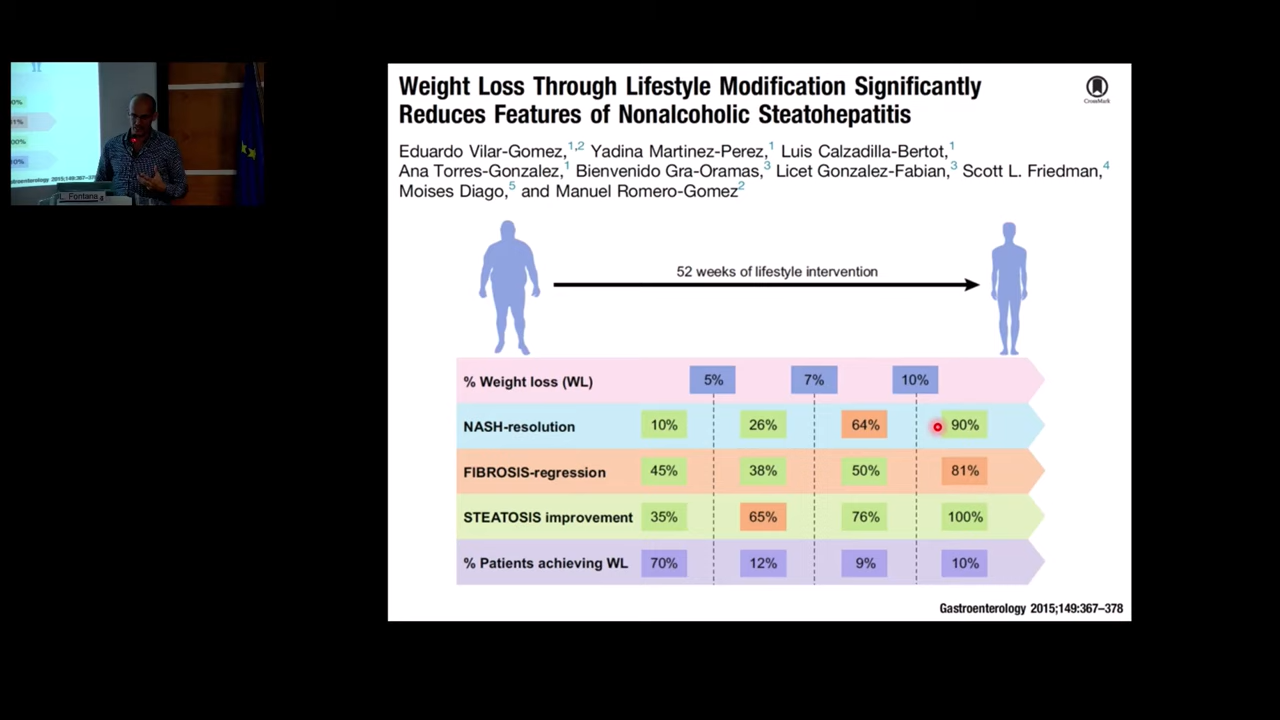 Weight Loss Through Lifestyle Modification Significantly
Reduces Features of Nonalcoholic Steatohepatitis
CrossMark
Eduardo Vilar-Gomez,1,2 Yadina Martinez-Perez,1 Luis Calzadilla-Bertot,1
Ana Torres-Gonzalez,1 Bienvenido Gra-Oramas,3 Licet Gonzalez-Fabian,3 Scott L. Friedman,4
Moises Diago,5 and Manuel Romero-Gomez2
52 weeks of lifestyle intervention
% Weight loss (WL) 5% 7% 10%
NASH-resolution 10% 26% 64% 90%
FIBROSIS-regression 45% 38% 50% 81%
STEATOSIS improvement 35% 65% 76% 100%
% Patients achieving WL 70% 12% 9% 10%
Gastroenterology 2015;149:367–378
L. Fontana